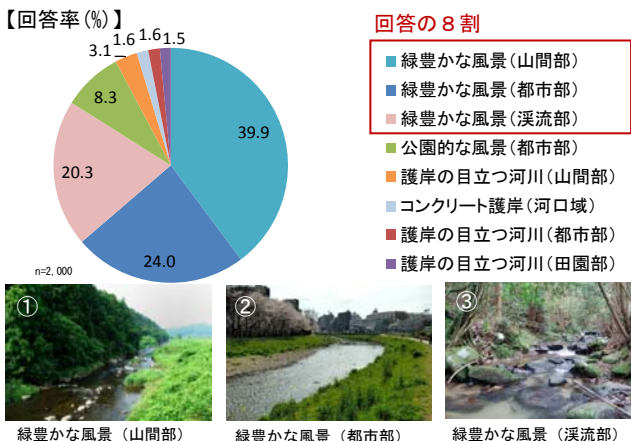 【回答率(%)】
回答の８割
1.6
1.6
1.5
3.1
8.3
39.9
20.3
24.0
n=2,000
緑豊かな風景(山間部)
緑豊かな風景(都市部)
緑豊かな風景(渓流部)
公園的な風景(都市部)
護岸の目立つ河川(山間部)
コンクリート護岸(河口域)
護岸の目立つ河川(都市部)
護岸の目立つ河川(田園部)
①
②
③
緑豊かな風景（山間部）
緑豊かな風景（都市部）
緑豊かな風景（渓流部）